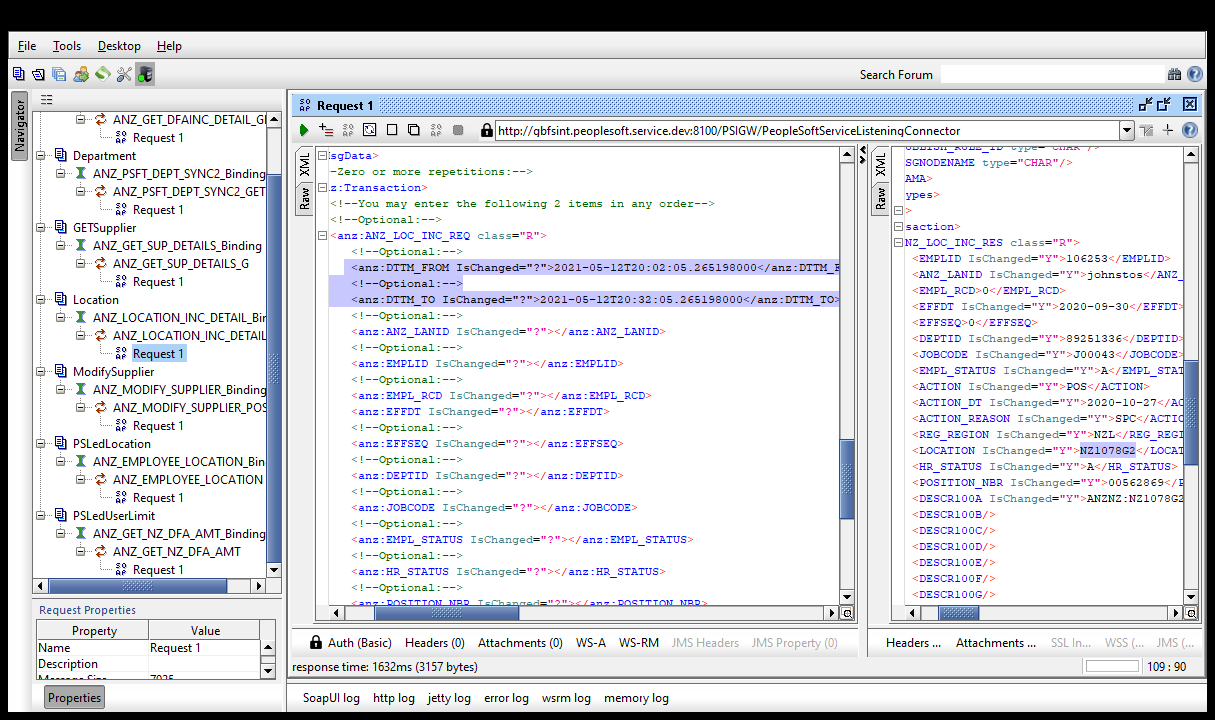 File Tools Desktop Help
Search Forum
Navigator
ANZ_GET_DFAINC_DETAIL_G
Request 1
Department
ANZ_PSFT_DEPT_SYNC2_Binding
ANZ_PSFT_DEPT_SYNC2_GET
Request 1
GETSupplier
ANZ_GET_SUP_DETAILS_Binding
ANZ_GET_SUP_DETAILS_G
Request 1
Location
ANZ_LOCATION_INC_DETAIL_Bin
ANZ_LOCATION_INC_DETAIL
Request 1
ModifySupplier
ANZ_MODIFY_SUPPLIER_Binding
ANZ_MODIFY_SUPPLIER_POS
Request 1
PSLedLocation
ANZ_EMPLOYEE_LOCATION_Bin
ANZ_EMPLOYEE_LOCATION
Request 1
PSLedUserLimit
ANZ_GET_NZ_DFA_AMT_Binding
ANZ_GET_NZ_DFA_AMT
Request 1
Request Properties
Property Value
Name Request 1
Description
Message Size 7025
Properties
Request 1
http://qbfsint.peoplesoft.service.dev:8100/PSIGW/PeopleSoftServiceListeningConnector
XML
Raw
sgData>
-Zero or more repetitions:-->
z:Transaction>
<!--You may enter the following 2 items in any order-->
<!--Optional:-->
<anz:ANZ_LOC_INC_REQ class="R">
<!--Optional:-->
<anz:DTTM_FROM IsChanged="?">2021-05-12T20:02:05.265198000</anz:DTTM_F
<!--Optional:-->
<anz:DTTM_TO IsChanged="?">2021-05-12T20:32:05.265198000</anz:DTTM_TO>
<!--Optional:-->
<anz:ANZ_LANID IsChanged="?"></anz:ANZ_LANID>
<!--Optional:-->
<anz:EMPLID IsChanged="?"></anz:EMPLID>
<!--Optional:-->
<anz:EMPL_RCD IsChanged="?"></anz:EMPL_RCD>
<anz:EFFDT IsChanged="?"></anz:EFFDT>
<!--Optional:-->
<anz:EFFSEQ IsChanged="?"></anz:EFFSEQ>
<!--Optional:-->
<anz:DEPTID IsChanged="?"></anz:DEPTID>
<!--Optional:-->
<anz:JOBCODE IsChanged="?"></anz:JOBCODE>
<!--Optional:-->
<anz:EMPL_STATUS IsChanged="?"></anz:EMPL_STATUS>
<!--Optional:-->
<anz:HR_STATUS IsChanged="?"></anz:HR_STATUS>
<!--Optional:-->
<anz:POSITION_NBR IsChanged="?"></anz:POSITION_NBR>
Auth (Basic) Headers (0) Attachments (0) WS-A WS-RM JMS Headers JMS Property (0)
response time: 1632ms (3157 bytes)
XML
Raw
UBLISH_RULE_ID type="CHAR"/>
SGNODENAME type="CHAR"/>
AMA>
ypes>
>
saction>
NZ_LOC_INC_RES class="R">
<EMPLID IsChanged="Y">106253</EMPLID>
<ANZ_LANID IsChanged="Y">johnstos</ANZ_
<EMPL_RCD>0</EMPL_RCD>
<EFFDT IsChanged="Y">2020-09-30</EFFDT>
<EFFSEQ>0</EFFSEQ>
<DEPTID IsChanged="Y">89251336</DEPTID>
<JOBCODE IsChanged="Y">J00043</JOBCODE>
<EMPL_STATUS IsChanged="Y">A</EMPL_STAT
<ACTION IsChanged="Y">POS</ACTION>
<ACTION_DT IsChanged="Y">2020-10-27</AC
<ACTION_REASON IsChanged="Y">SPC</ACTIO
<REG_REGION IsChanged="Y">NZL</REG_REGI
<LOCATION IsChanged="Y">NZ1078G2</LOCAT
<HR_STATUS IsChanged="Y">A</HR_STATUS>
<POSITION_NBR IsChanged="Y">00562869</P
<DESCR100A IsChanged="Y">ANZNZ:NZ1078G2
<DESCR100B/>
<DESCR100C/>
<DESCR100D/>
<DESCR100E/>
<DESCR100F/>
<DESCR100G/>
Headers ... Attachments ... SSL In... WSS (... JMS (...
109 : 90
SoapUI log http log jetty log error log wsrm log memory log